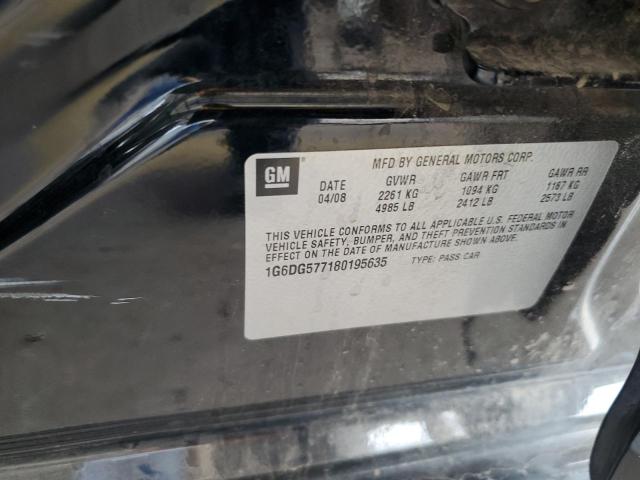 GM
MFD BY GENERAL MOTORS CORP.
DATE GVWR GAWR FRT GAWR RR
04/08 2261 KG 1094 KG 1167 KG
4985 LB 2412 LB 2573 LB
THIS VEHICLE CONFORMS TO ALL APPLICABLE U.S. FEDERAL MOTOR
VEHICLE SAFETY, BUMPER, AND THEFT PREVENTION STANDARDS IN
EFFECT ON THE DATE OF MANUFACTURE SHOWN ABOVE.
1G6DG577180195635 TYPE: PASS CAR